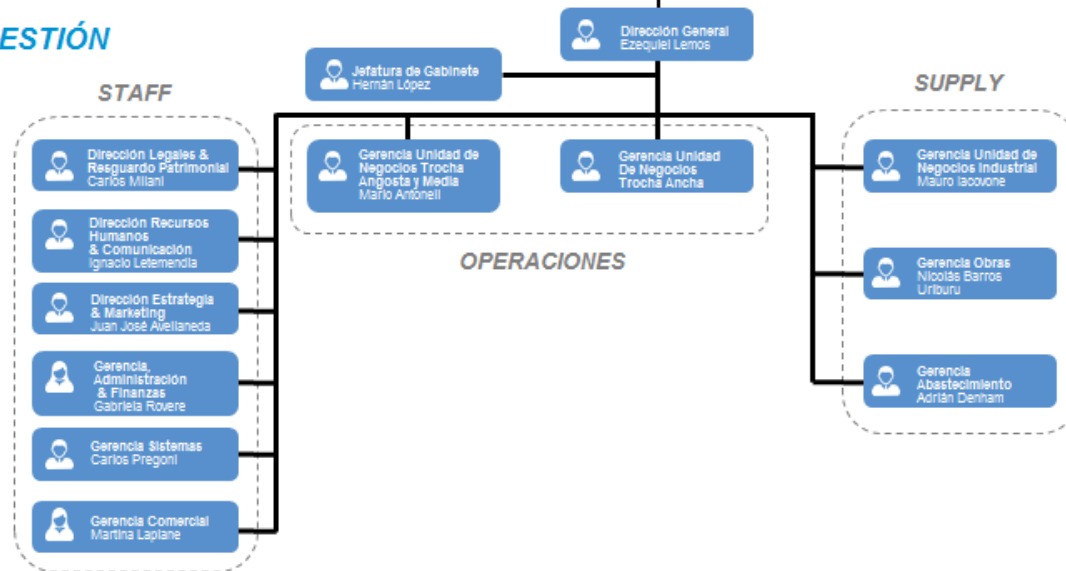 ESTIÓN
Dirección General
Ezequiel Lemos
Jefatura de Gabinete
Hernán López
STAFF
Dirección Legales &
Resguardo Patrimonial
Carlos Milani
Dirección Recursos
Humanos
& Comunicación
Ignacio Letemendia
Dirección Estrategia
& Marketing
Juan José Avellaneda
Gerencia,
Administración
& Finanzas
Gabriela Rovere
Gerencia Sistemas
Carlos Pregoni
Gerencia Comercial
Martina Laplane
Gerencia Unidad de
Negocios Trocha
Angosta y Media
Mario Antonell
Gerencia Unidad
De Negocios
Trocha Ancha
OPERACIONES
SUPPLY
Gerencia Unidad de
Negocios Industrial
Mauro Iacovone
Gerencia Obras
Nicolás Barros
Uriburu
Gerencia
Abastecimiento
Adrián Denham